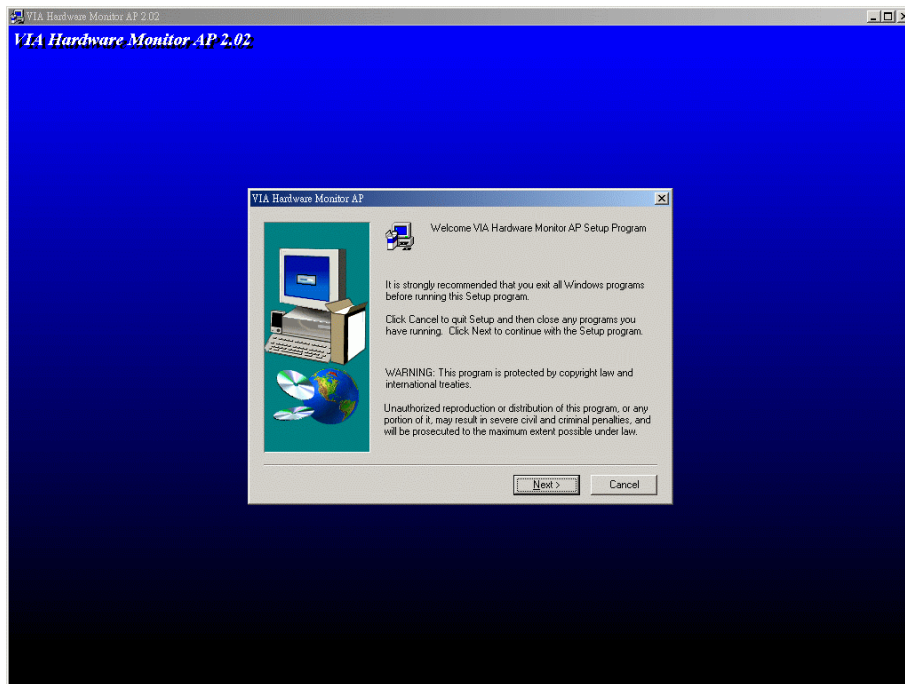 VIA Hardware Monitor AP 2.02
VIA Hardware Monitor AP 2.02
VIA Hardware Monitor AP
Welcome VIA Hardware Monitor AP Setup Program
It is strongly recommended that you exit all Windows programs
before running this Setup program.
Click Cancel to quit Setup and then close any programs you
have running. Click Next to continue with the Setup program.
WARNING: This program is protected by copyright law and
international treaties.
Unauthorized reproduction or distribution of this program, or any
portion of it, may result in severe civil and criminal penalties, and
will be prosecuted to the maximum extent possible under law.
Next >
Cancel